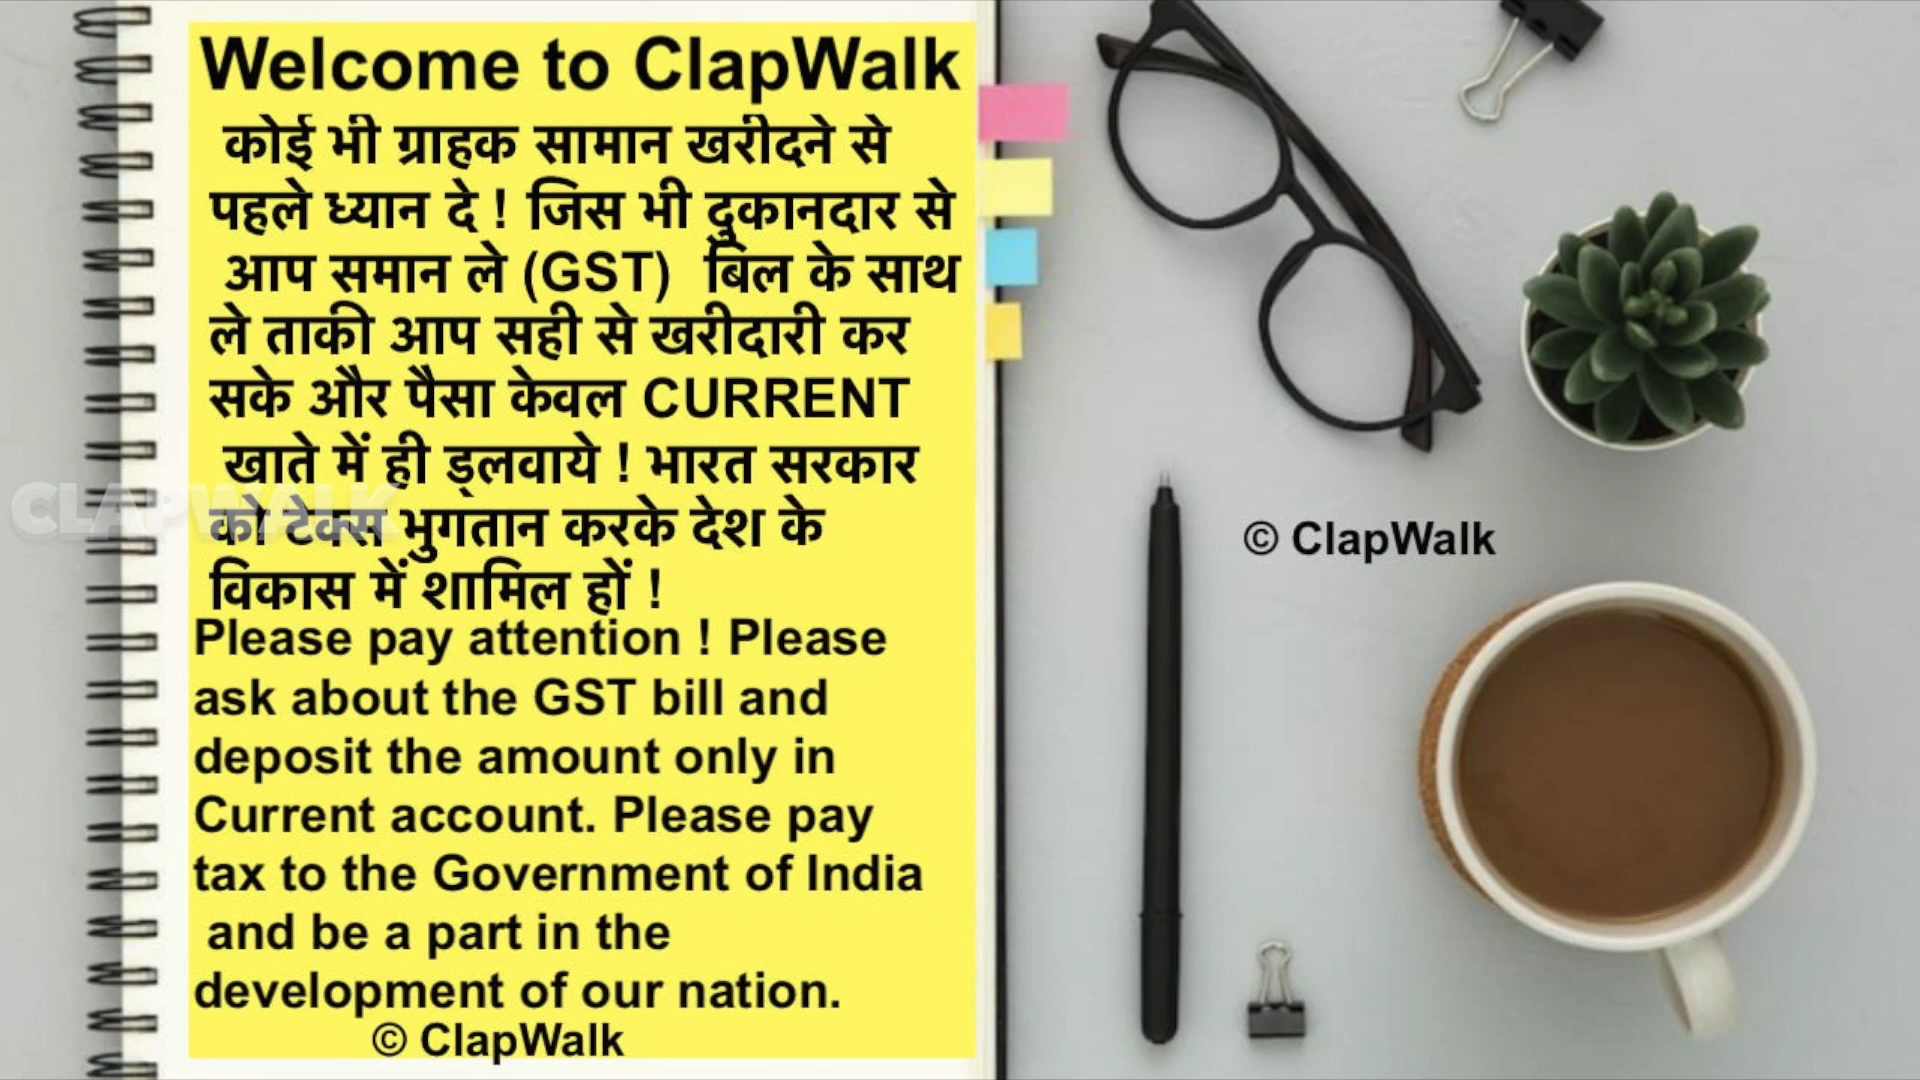 Welcome to ClapWalk
कोई भी ग्राहक सामान खरीदने से
पहले ध्यान दे ! जिस भी दुकानदार से
आप समान ले (GST) बिल के साथ
ले ताकी आप सही से खरीदारी कर
सके और पैसा केवल CURRENT
खाते में ही ड्लवाये ! भारत सरकार
को टेक्स भुगतान करके देश के
विकास में शामिल हों !
Please pay attention ! Please
ask about the GST bill and
deposit the amount only in
Current account. Please pay
tax to the Government of India
and be a part in the
development of our nation.
© ClapWalk
CLAPWALK
© ClapWalk